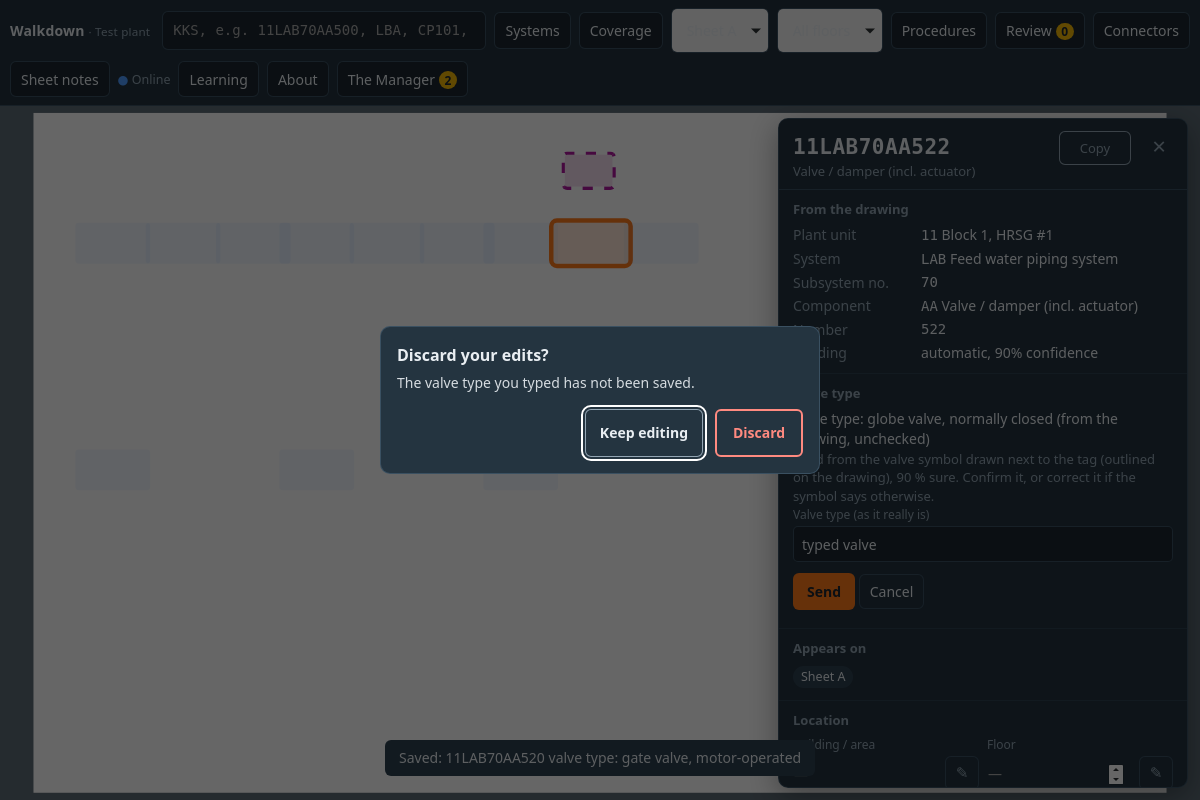 Walkdown · Test plant
KKS, e.g. 11LAB70AA500, LBA, CP101,
Systems
Coverage
Procedures
Review 0
Connectors
Sheet notes
Online
Learning
About
The Manager 2
11LAB70AA522
Copy
✕
Valve / damper (incl. actuator)
From the drawing
Plant unit 11 Block 1, HRSG #1
System LAB Feed water piping system
Subsystem no. 70
Component AA Valve / damper (incl. actuator)
522
automatic, 90% confidence
Discard your edits?
The valve type you typed has not been saved.
Keep editing
Discard
type
type: globe valve, normally closed (from the
unchecked)
from the valve symbol drawn next to the tag (outlined
on the drawing), 90 % sure. Confirm it, or correct it if the
symbol says otherwise.
Valve type (as it really is)
typed valve
Send
Cancel
Appears on
Sheet A
Location
/ area
Floor
—
Saved: 11LAB70AA520 valve type: gate valve, motor-operated